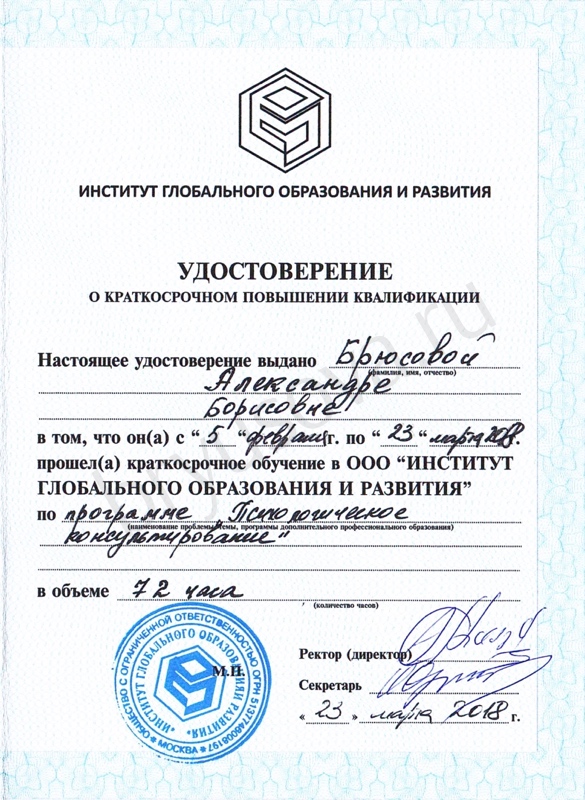 ИНСТИТУТ ГЛОБАЛЬНОГО ОБРАЗОВАНИЯ И РАЗВИТИЯ
УДОСТОВЕРЕНИЕ
О КРАТКОСРОЧНОМ ПОВЫШЕНИИ КВАЛИФИКАЦИИ
Настоящее удостоверение выдано Брюсовой
(фамилия, имя, отчество)
Александре
Борисовне
в том, что он(а) с “ 5 “ февраля г. по “ 23 “ марта 2018 г.
прошел(а) краткосрочное обучение в ООО “ИНСТИТУТ
ГЛОБАЛЬНОГО ОБРАЗОВАНИЯ И РАЗВИТИЯ”
по программе „Психологическое
(наименование проблемы, темы, программы дополнительного профессионального образования)
консультирование"
в объеме 72 часа
(количество часов)
ОБЩЕСТВО С ОГРАНИЧЕННОЙ ОТВЕТСТВЕННОСТЬЮ ОГРН 5137746008197
* МОСКВА *
“ИНСТИТУТ ГЛОБАЛЬНОГО ОБРАЗОВАНИЯ И РАЗВИТИЯ”
М.П.
Ректор (директор)
Секретарь
“ 23 ” марта 2018 г.